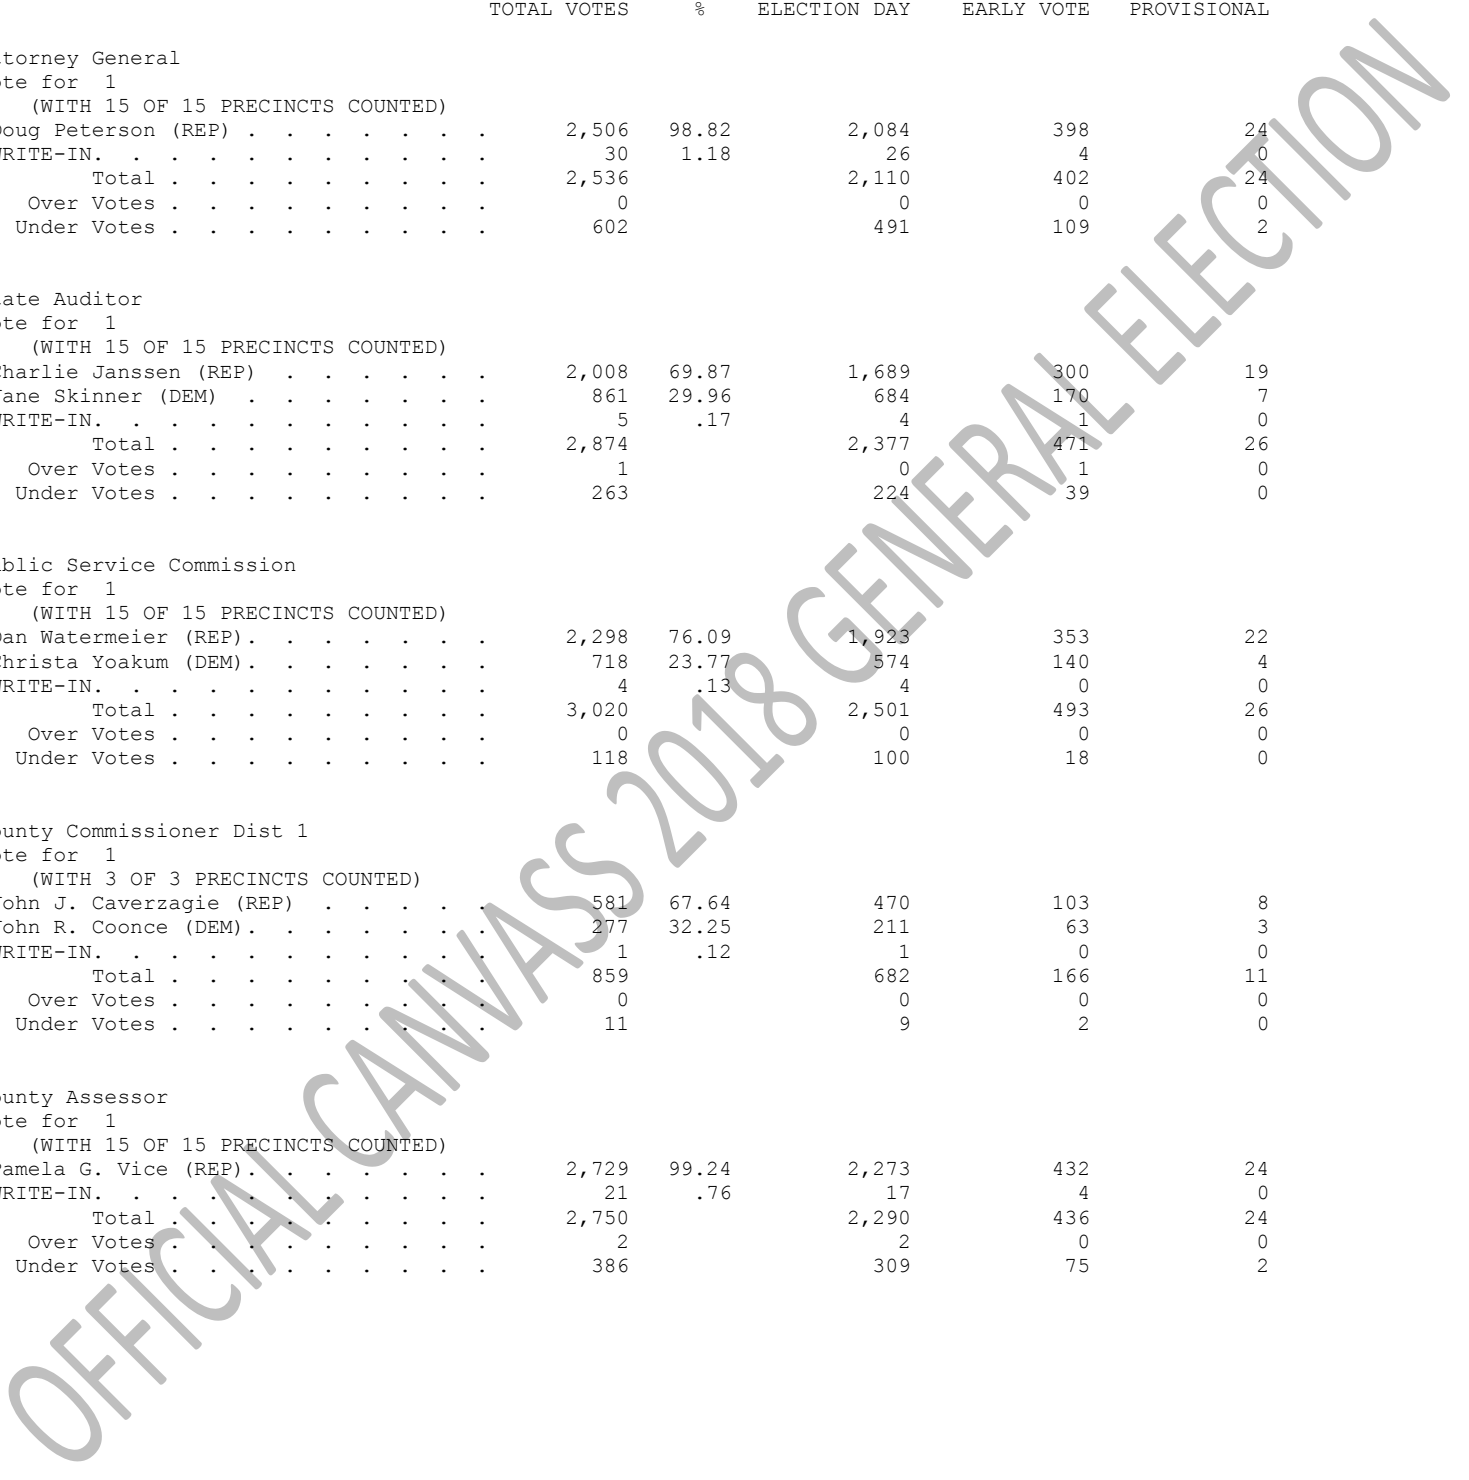 TOTAL VOTES % ELECTION DAY EARLY VOTE PROVISIONAL
torney General
te for 1
(WITH 15 OF 15 PRECINCTS COUNTED)
Doug Peterson (REP) . . . . . . . 2,506 98.82 2,084 398 24
WRITE-IN. . . . . . . . . . . 30 1.18 26 4 0
Total . . . . . . . . . 2,536 2,110 402 24
Over Votes . . . . . . . . . 0 0 0 0
Under Votes . . . . . . . . . 602 491 109 2
ate Auditor
te for 1
(WITH 15 OF 15 PRECINCTS COUNTED)
Charlie Janssen (REP) . . . . . . 2,008 69.87 1,689 300 19
Jane Skinner (DEM) . . . . . . . 861 29.96 684 170 7
WRITE-IN. . . . . . . . . . . 5 .17 4 1 0
Total . . . . . . . . . 2,874 2,377 471 26
Over Votes . . . . . . . . . 1 0 1 0
Under Votes . . . . . . . . . 263 224 39 0
blic Service Commission
te for 1
(WITH 15 OF 15 PRECINCTS COUNTED)
Dan Watermeier (REP). . . . . . . 2,298 76.09 1,923 353 22
Christa Yoakum (DEM). . . . . . . 718 23.77 574 140 4
WRITE-IN. . . . . . . . . . . 4 .13 4 0 0
Total . . . . . . . . . 3,020 2,501 493 26
Over Votes . . . . . . . . . 0 0 0 0
Under Votes . . . . . . . . . 118 100 18 0
unty Commissioner Dist 1
te for 1
(WITH 3 OF 3 PRECINCTS COUNTED)
John J. Caverzagie (REP) . . . . . 581 67.64 470 103 8
John R. Coonce (DEM). . . . . . . 277 32.25 211 63 3
WRITE-IN. . . . . . . . . . . 1 .12 1 0 0
Total . . . . . . . . . 859 682 166 11
Over Votes . . . . . . . . . 0 0 0 0
Under Votes . . . . . . . . . 11 9 2 0
unty Assessor
te for 1
(WITH 15 OF 15 PRECINCTS COUNTED)
Pamela G. Vice (REP). . . . . . . 2,729 99.24 2,273 432 24
WRITE-IN. . . . . . . . . . . 21 .76 17 4 0
Total . . . . . . . . . 2,750 2,290 436 24
Over Votes . . . . . . . . . 2 2 0 0
Under Votes . . . . . . . . . 386 309 75 2
OFFICIAL CANVASS 2018 GENERAL ELECTION